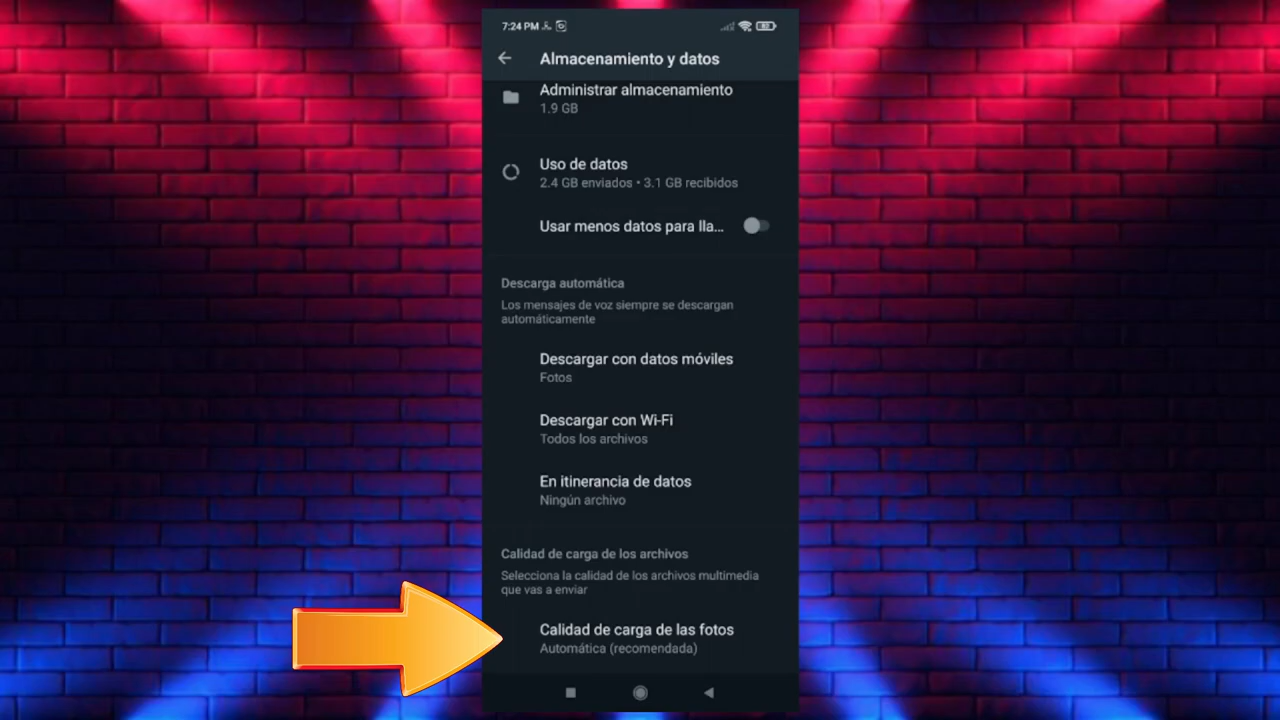 7:24 PM
Almacenamiento y datos
Administrar almacenamiento
1.9 GB
Uso de datos
2.4 GB enviados • 3.1 GB recibidos
Usar menos datos para lla...
Descarga automática
Los mensajes de voz siempre se descargan
automáticamente
Descargar con datos móviles
Fotos
Descargar con Wi-Fi
Todos los archivos
En itinerancia de datos
Ningún archivo
Calidad de carga de los archivos
Selecciona la calidad de los archivos multimedia
que vas a enviar
Calidad de carga de las fotos
Automática (recomendada)